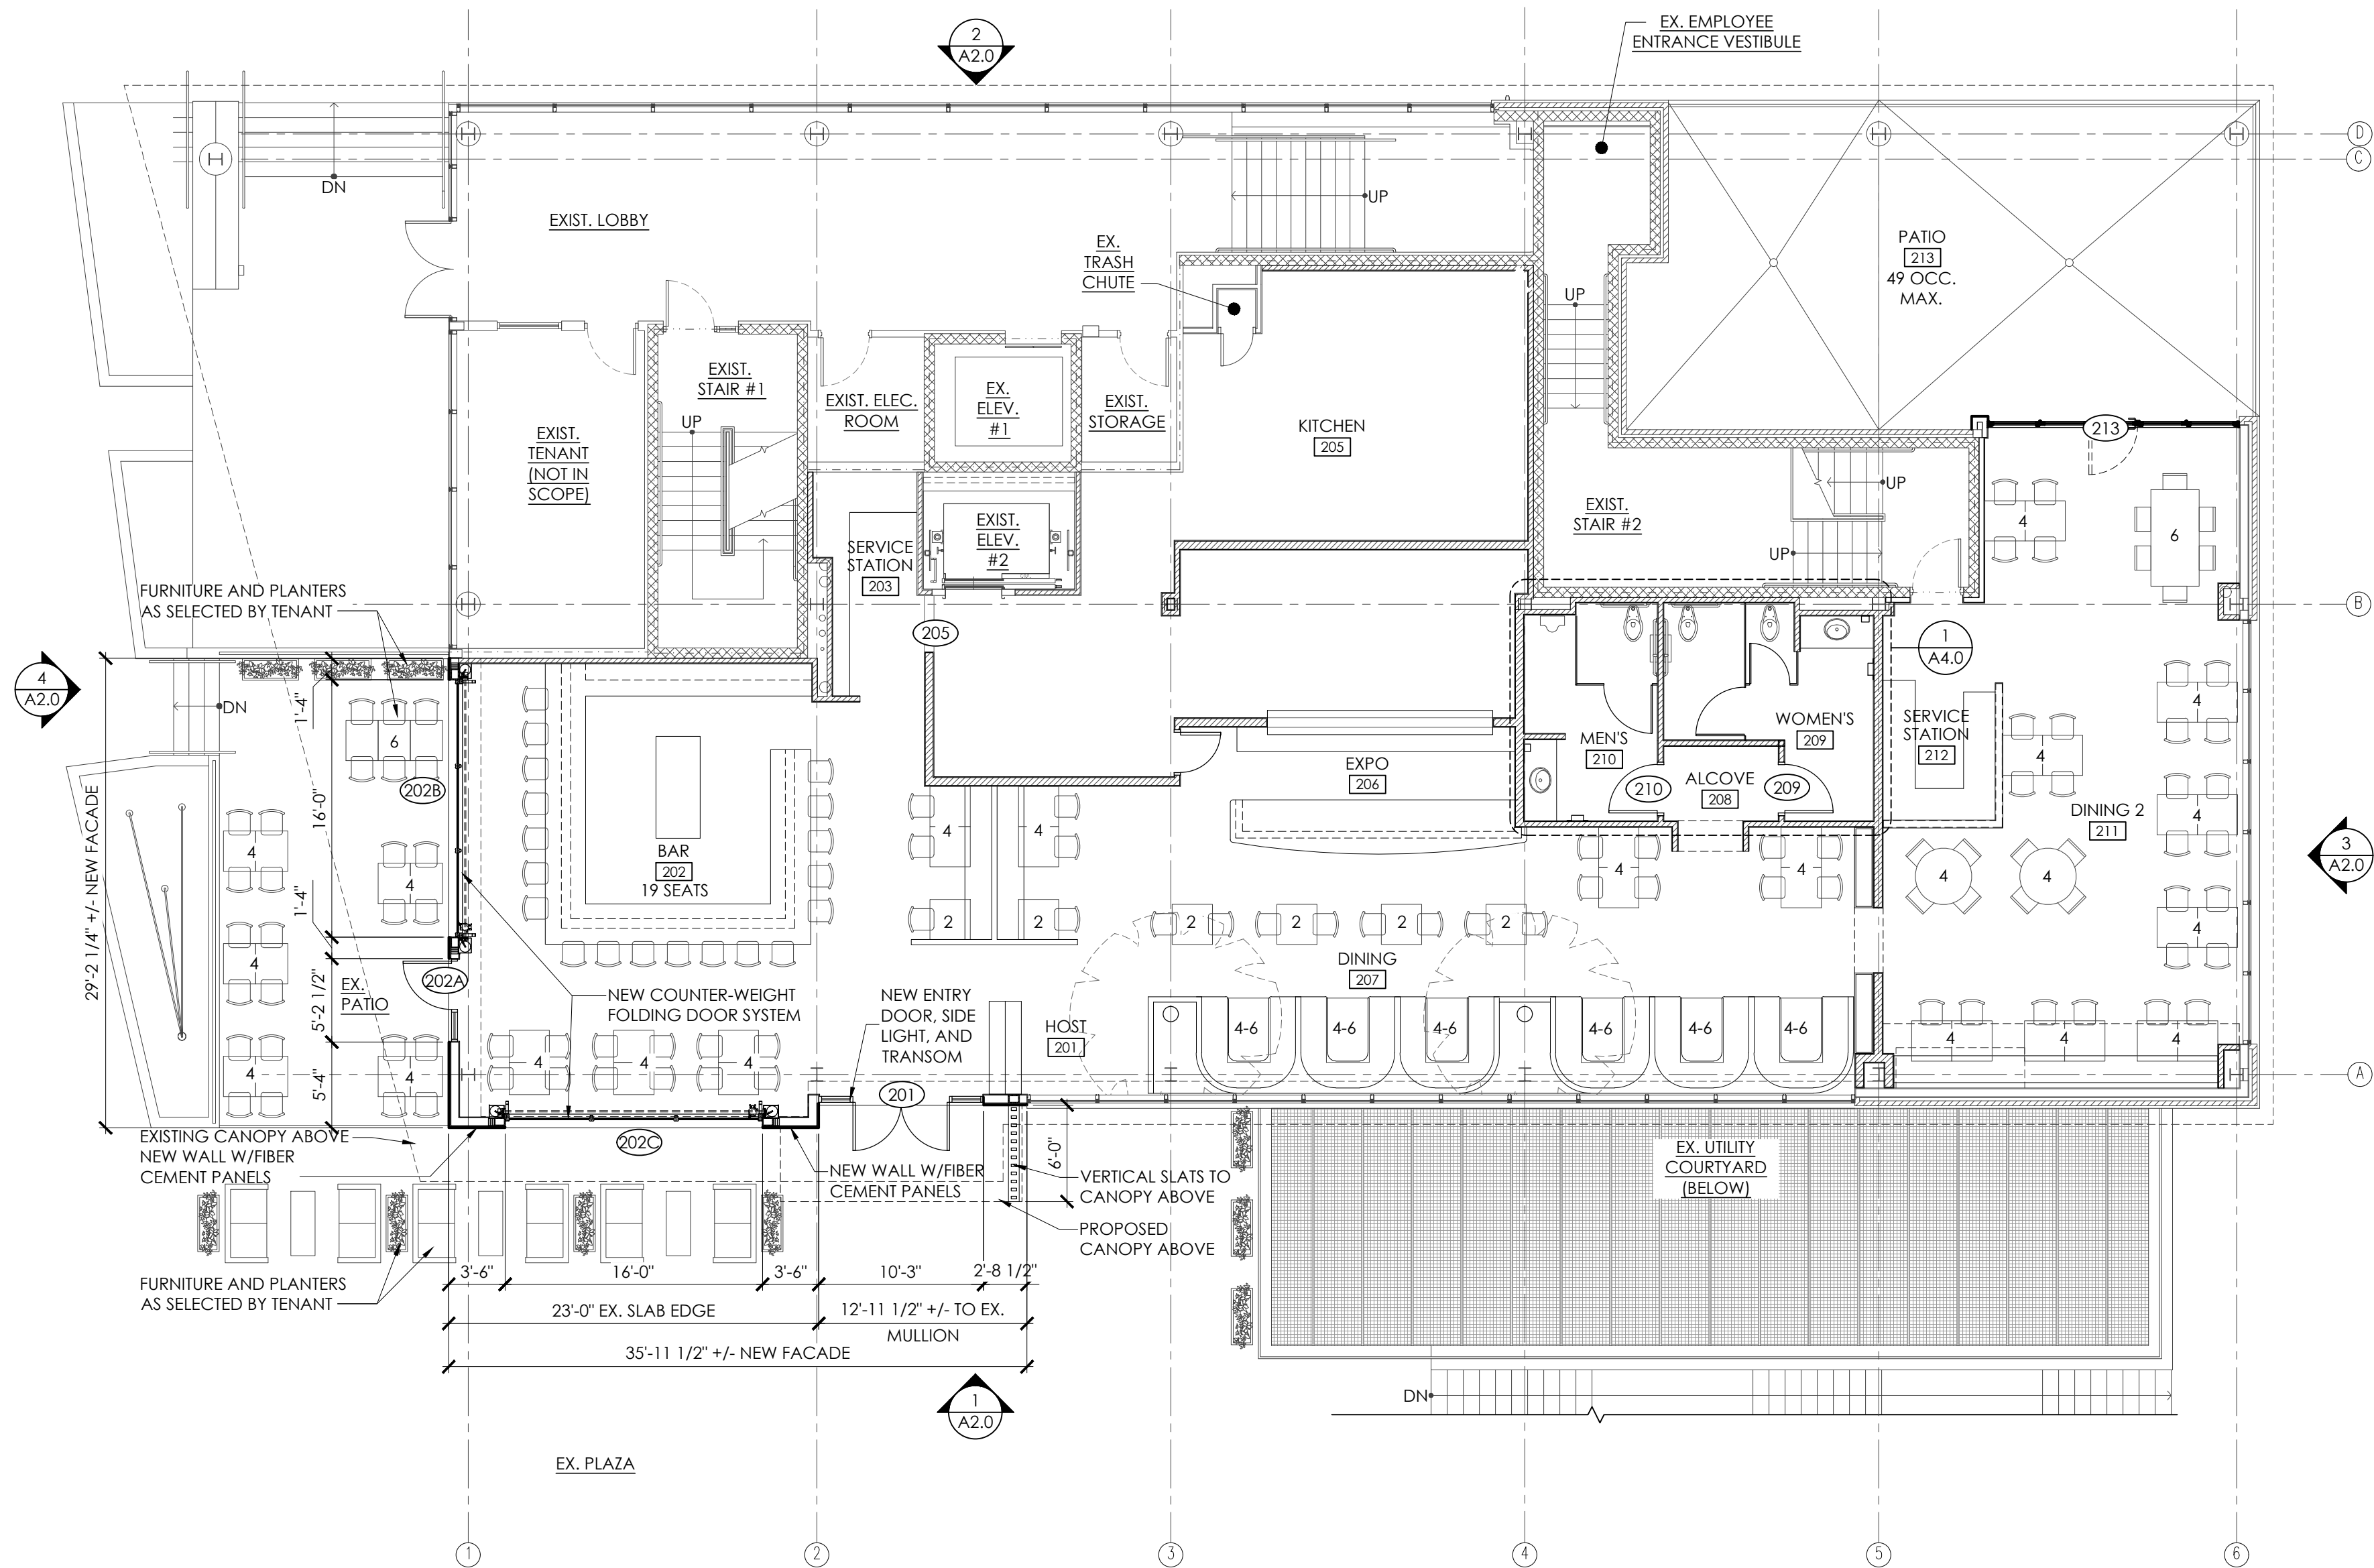 2
A2.0
EX. EMPLOYEE
ENTRANCE VESTIBULE
D
C
DN
UP
EXIST. LOBBY
EX.
TRASH
CHUTE
PATIO
213
49 OCC.
MAX.
UP
EXIST.
STAIR #1
UP
EXIST. ELEC.
ROOM
EX.
ELEV.
#1
EXIST.
STORAGE
KITCHEN
205
213
EXIST.
TENANT
(NOT IN
SCOPE)
UP
EXIST.
STAIR #2
UP
4
6
EXIST.
ELEV.
#2
SERVICE
STATION
203
FURNITURE AND PLANTERS
AS SELECTED BY TENANT
B
205
1
A4.0
4
A2.0
DN
1'-4"
6
202B
16'-0"
29'-2 1/4" +/- NEW FACADE
4
4
1'-4"
4
BAR
202
19 SEATS
4
4
2
2
EXPO
206
MEN'S
210
WOMEN'S
209
210
ALCOVE
208
209
SERVICE
STATION
212
4
4
4
4
DINING 2
211
3
A2.0
4
4
4
4
2
2
2
2
DINING
207
202A
EX.
PATIO
5'-2 1/2"
5'-4"
4
4
NEW COUNTER-WEIGHT
FOLDING DOOR SYSTEM
4
4
4
NEW ENTRY
DOOR, SIDE
LIGHT, AND
TRANSOM
HOST
201
4-6
4-6
4-6
4-6
4-6
4-6
4
4
4
A
201
202C
EXISTING CANOPY ABOVE
NEW WALL W/FIBER
CEMENT PANELS
NEW WALL W/FIBER
CEMENT PANELS
6'-0"
VERTICAL SLATS TO
CANOPY ABOVE
PROPOSED
CANOPY ABOVE
EX. UTILITY
COURTYARD
(BELOW)
FURNITURE AND PLANTERS
AS SELECTED BY TENANT
3'-6"
16'-0"
3'-6"
10'-3"
2'-8 1/2"
23'-0" EX. SLAB EDGE
12'-11 1/2" +/- TO EX.
MULLION
35'-11 1/2" +/- NEW FACADE
1
A2.0
DN
EX. PLAZA
1
2
3
4
5
6